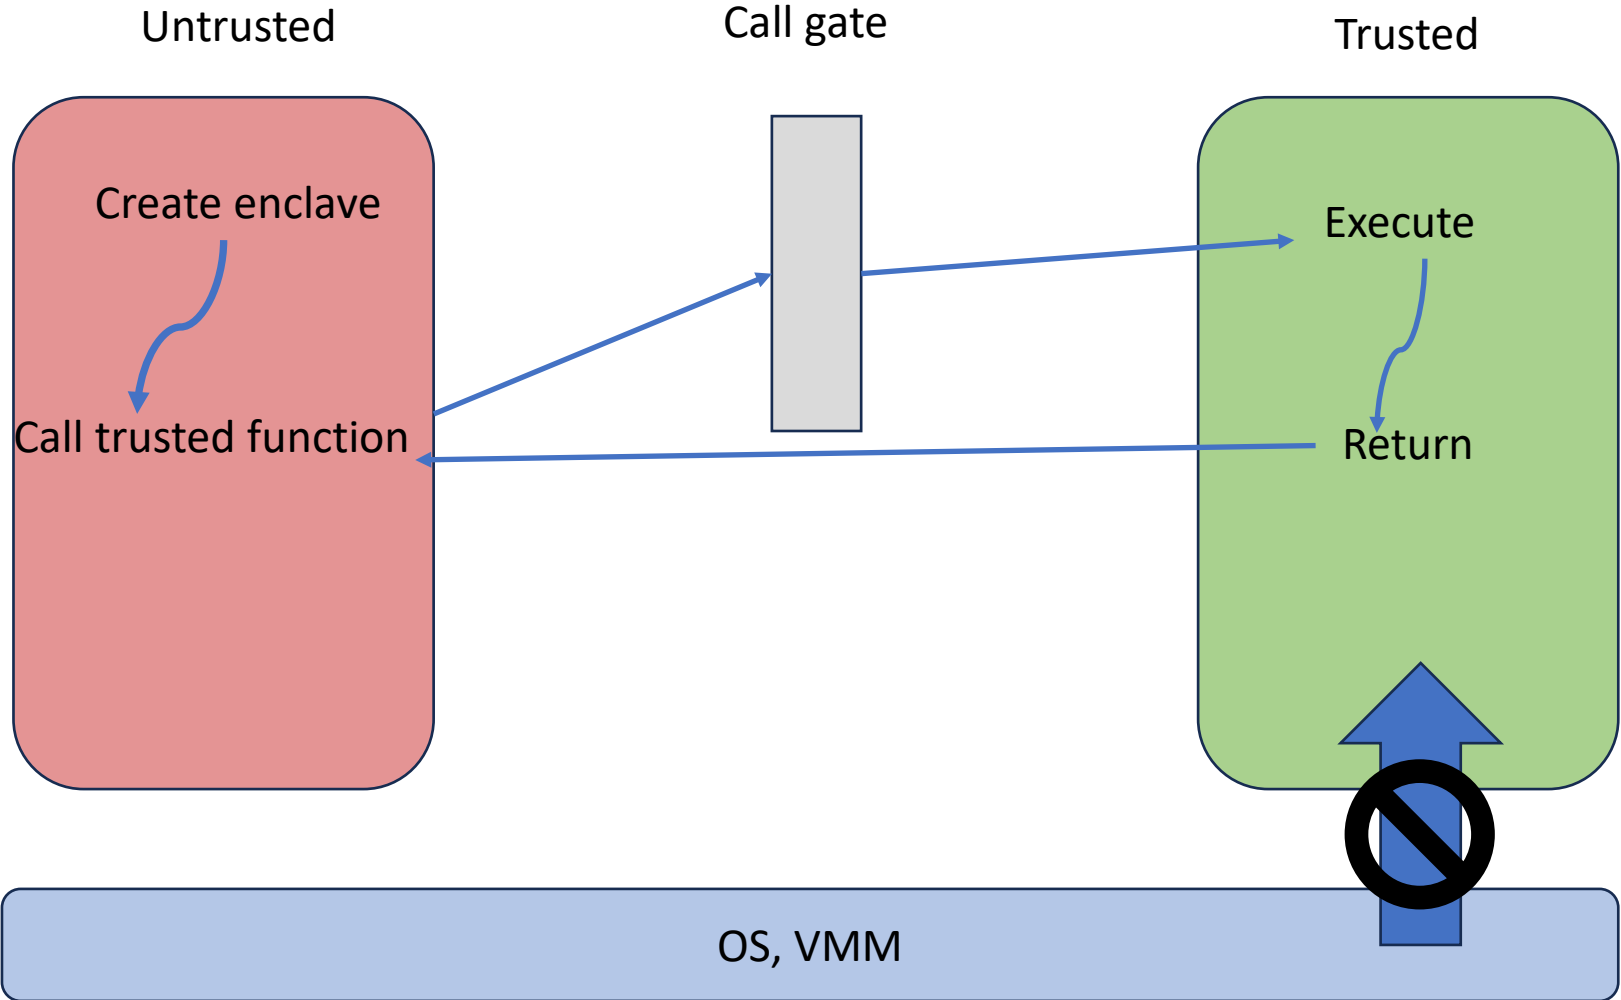 Untrusted
Call gate
Trusted
Create enclave
Execute
Call trusted function
Return
OS, VMM